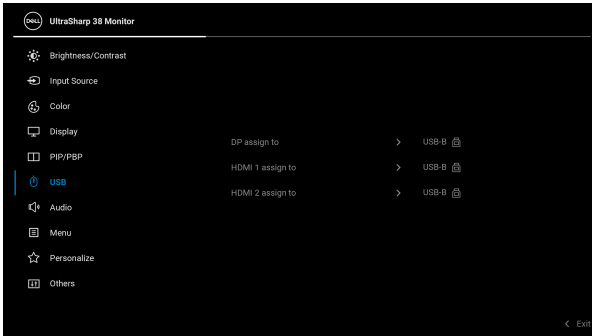 DELL UltraSharp 38 Monitor
Brightness/Contrast
Input Source
Color
Display
DP assign to > USB-B
PIP/PBP
HDMI 1 assign to > USB-B
USB
HDMI 2 assign to > USB-B
Audio
Menu
Personalize
Others
< Exit